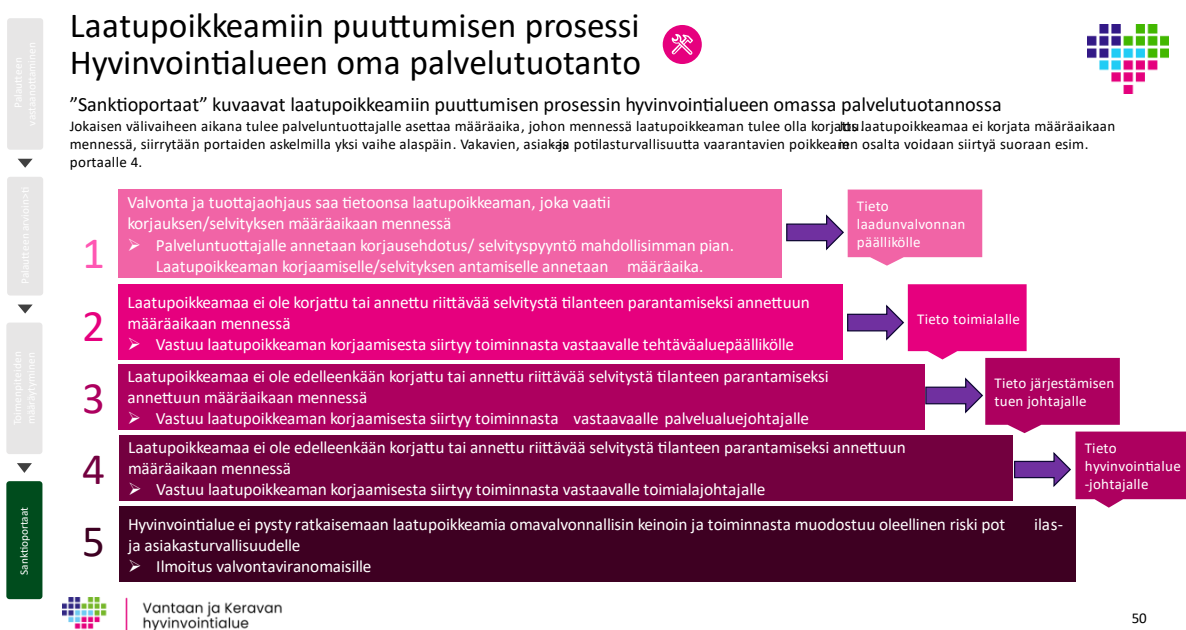 Laatupoikkeamiin puuttumisen prosessi
Hyvinvointialueen oma palvelutuotanto
”Sanktioportaat” kuvaavat laatupoikkeamiin puuttumisen prosessin hyvinvointialueen omassa palvelutuotannossa
Jokaisen välivaiheen aikana tulee palveluntuottajalle asettaa määräaika, johon mennessä laatupoikkeaman tulee olla korjattu. Jos laatupoikkeamaa ei korjata määräaikaan
mennessä, siirrytään portaiden askelmilla yksi vaihe alaspäin. Vakavien, asiakas- ja potilasturvallisuutta vaarantavien poikkeamien osalta voidaan siirtyä suoraan esim.
portaalle 4.
Palautteen
vastaanottaminen
Palautteen arviointi
Toimenpiteiden
määräytyminen
Sanktioportaat
1
Valvonta ja tuottajaohjaus saa tietoonsa laatupoikkeaman, joka vaatii
korjauksen/selvityksen määräaikaan mennessä
➢ Palveluntuottajalle annetaan korjausehdotus/ selvityspyyntö mahdollisimman pian.
Laatupoikkeaman korjaamiselle/selvityksen antamiselle annetaan määräaika.
Tieto
laadunvalvonnan
päällikölle
2
Laatupoikkeamaa ei ole korjattu tai annettu riittävää selvitystä tilanteen parantamiseksi annettuun
määräaikaan mennessä
➢ Vastuu laatupoikkeaman korjaamisesta siirtyy toiminnasta vastaavalle tehtäväaluepäällikölle
Tieto toimialalle
3
Laatupoikkeamaa ei ole edelleenkään korjattu tai annettu riittävää selvitystä tilanteen parantamiseksi
annettuun määräaikaan mennessä
➢ Vastuu laatupoikkeaman korjaamisesta siirtyy toiminnasta vastaavaalle palvelualuejohtajalle
Tieto järjestämisen
tuen johtajalle
4
Laatupoikkeamaa ei ole edelleenkään korjattu tai annettu riittävää selvitystä tilanteen parantamiseksi annettuun
määräaikaan mennessä
➢ Vastuu laatupoikkeaman korjaamisesta siirtyy toiminnasta vastaavalle toimialajohtajalle
Tieto
hyvinvointialue
-johtajalle
5
Hyvinvointialue ei pysty ratkaisemaan laatupoikkeamia omavalvonnallisin keinoin ja toiminnasta muodostuu oleellinen riski pot ilas-
ja asiakasturvallisuudelle
➢ Ilmoitus valvontaviranomaisille
Vantaan ja Keravan
hyvinvointialue
50